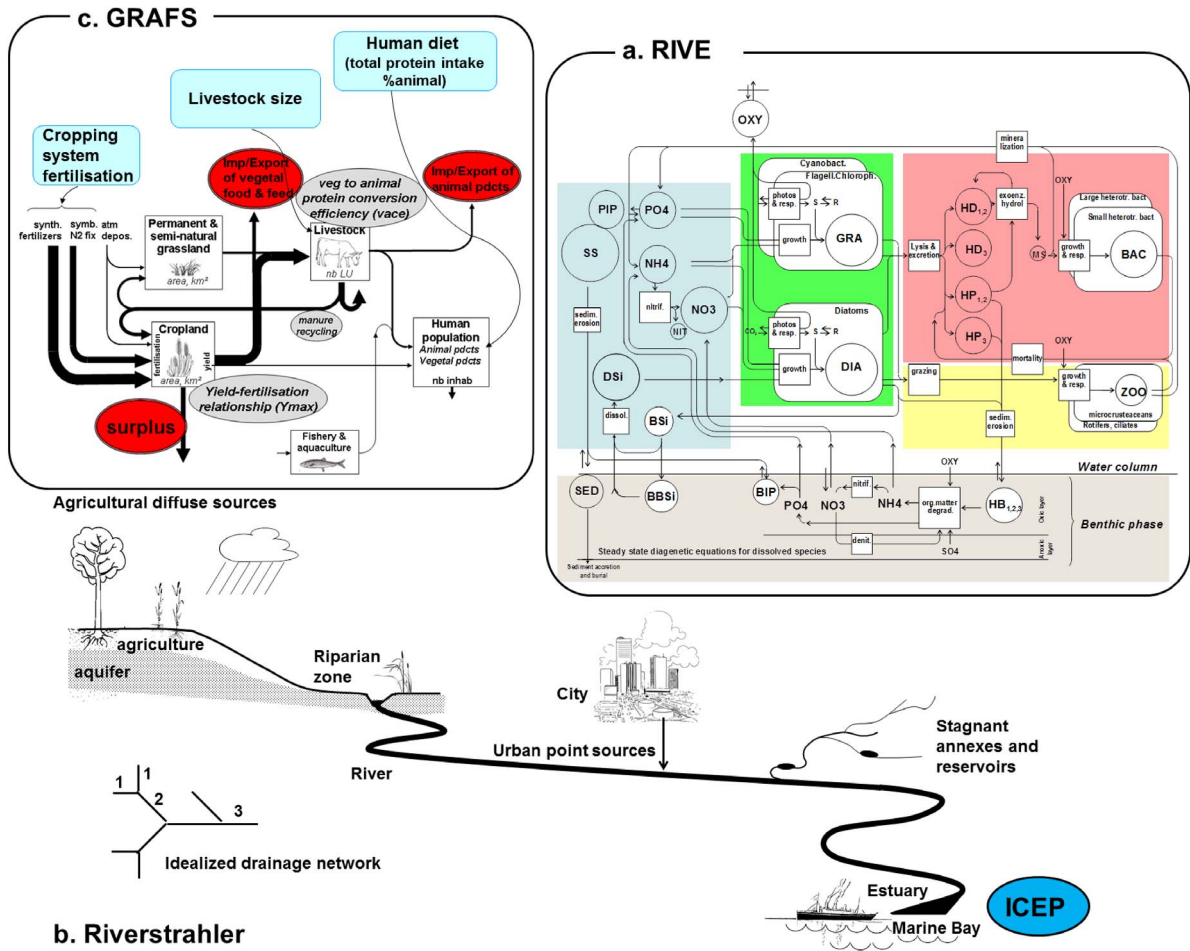 c. GRAFS
Human diet
(total protein intake
%animal)
Livestock size
Cropping
system
fertilisation
Imp/Export
of vegetal
food & feed
Imp/Export of
animal pdcts
veg to animal
protein conversion
efficiency (vace)
synth.
fertilizers
symb.
N2 fix
atm
depos.
Permanent &
semi-natural
grassland
area, km²
Livestock
nb LU
manure
recycling
Cropland
fertilisation
yield
area, km²
Human
population
Animal pdcts
Vegetal pdcts
nb inhab
Yield-fertilisation
relationship (Ymax)
surplus
Fishery &
aquaculture
a. RIVE
OXY
PIP
PO4
SS
NH4
nitrif.
NIT
NO3
sedim.
erosion
DSi
dissol.
BSi
Cyanobact.
Flagell.Chloroph.
photos
& resp.
S
R
growth
GRA
Diatoms
CO2
photos
& resp.
S
R
growth
DIA
minera
lization
OXY
HD1,2
exoenz.
hydrol
Large heterotr. bact
Small heterotr. bact
Lysis &
excretion
HD3
MS
growth
& resp.
BAC
HP1,2
HP3
mortality
OXY
grazing
growth
& resp.
ZOO
microcrusteaceans
Rotifers, ciliates
sedim.
erosion
Water column
SED
BBSi
BIP
PO4
NO3
nitrif.
NH4
OXY
org.matter
degrad.
HB1,2,3
Oxic layer
Benthic phase
denit.
SO4
Anoxic
layer
Steady state diagenetic equations for dissolved species
Sediment accretion
and burial
Agricultural diffuse sources
agriculture
aquifer
Riparian
zone
City
Urban point sources
River
Stagnant
annexes and
reservoirs
1
1
2
3
Idealized drainage network
Estuary
Marine Bay
ICEP
b. Riverstrahler